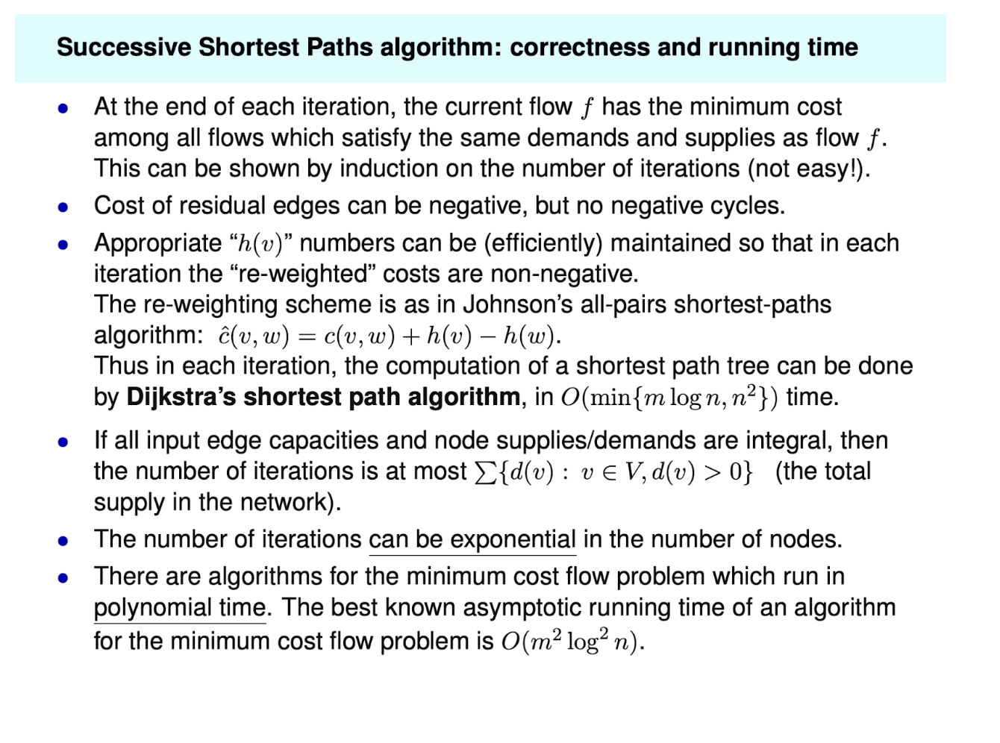 Successive Shortest Paths algorithm: correctness and running time
• At the end of each iteration, the current flow f has the minimum cost
among all flows which satisfy the same demands and supplies as flow f.
This can be shown by induction on the number of iterations (not easy!).
• Cost of residual edges can be negative, but no negative cycles.
• Appropriate “h(v)” numbers can be (efficiently) maintained so that in each
iteration the “re-weighted” costs are non-negative.
The re-weighting scheme is as in Johnson’s all-pairs shortest-paths
algorithm: ĉ(v, w) = c(v, w) + h(v) − h(w).
Thus in each iteration, the computation of a shortest path tree can be done
by Dijkstra’s shortest path algorithm, in O(min{m log n, n²}) time.
• If all input edge capacities and node supplies/demands are integral, then
the number of iterations is at most ∑{d(v) : v ∈ V, d(v) > 0} (the total
supply in the network).
• The number of iterations can be exponential in the number of nodes.
• There are algorithms for the minimum cost flow problem which run in
polynomial time. The best known asymptotic running time of an algorithm
for the minimum cost flow problem is O(m² log² n).